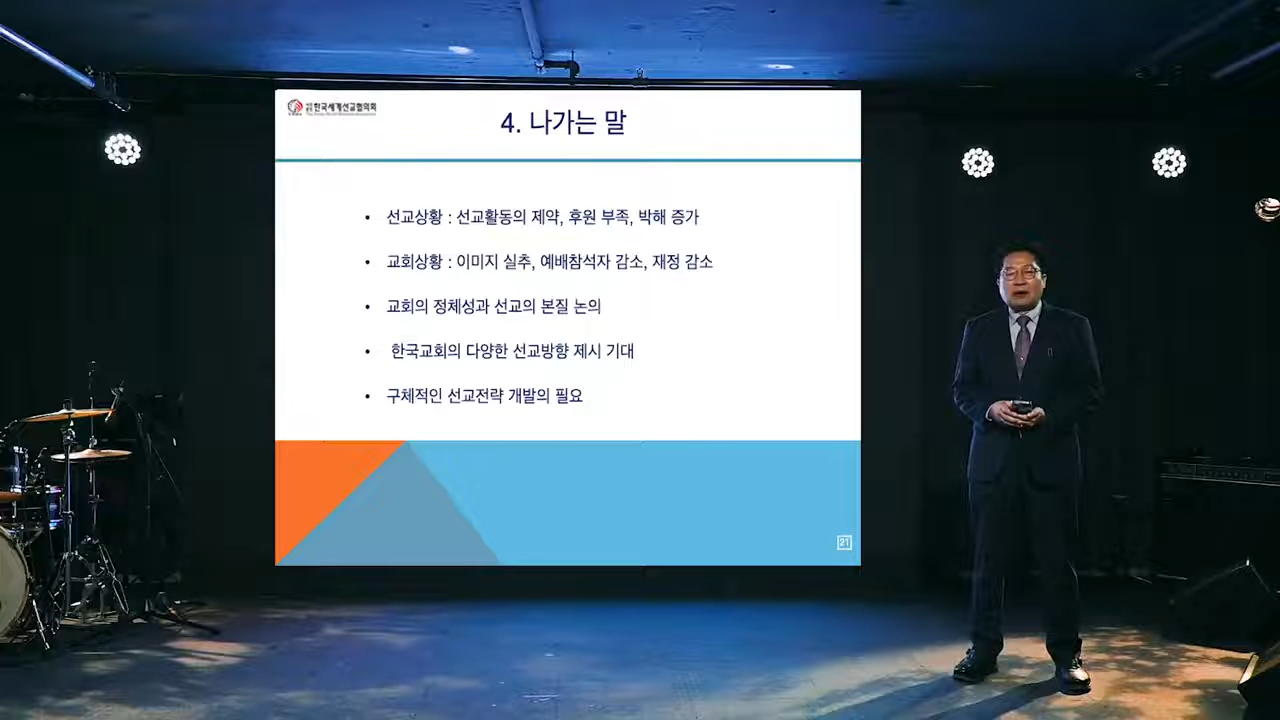 한국세계선교협의회
4. 나가는 말
• 선교상황 : 선교활동의 제약, 후원 부족, 박해 증가
• 교회상황 : 이미지 실추, 예배참석자 감소, 재정 감소
• 교회의 정체성과 선교의 본질 논의
• 한국교회의 다양한 선교방향 제시 기대
• 구체적인 선교전략 개발의 필요
21